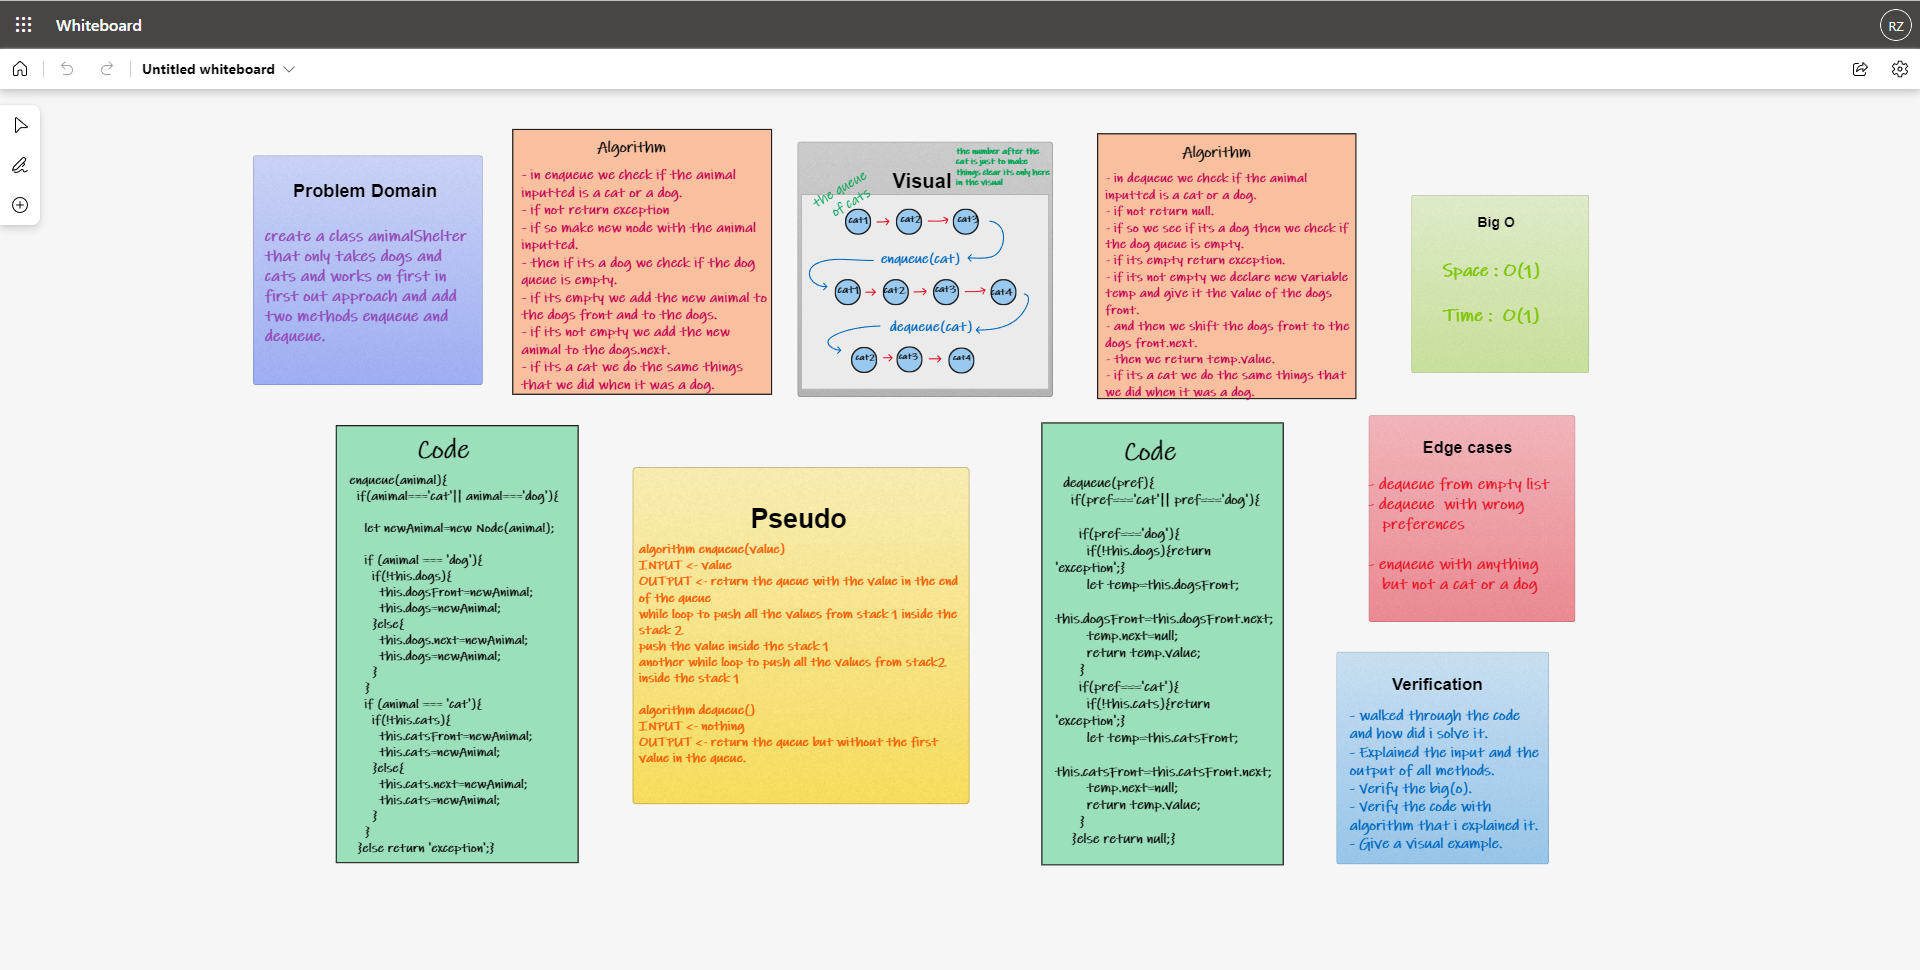 Whiteboard
RZ
Untitled whiteboard
Problem Domain
create a class animalShelter
that only takes dogs and
cats and works on first in
first out approach and add
two methods enqueue and
dequeue.
Algorithm
- in enqueue we check if the animal
inputted is a cat or a dog.
- if not return exception
- if so make new node with the animal
inputted.
- then if its a dog we check if the dog
queue is empty.
- if its empty we add the new animal to
the dogs front and to the dogs.
- if its not empty we add the new
animal to the dogs.next.
- if its a cat we do the same things
that we did when it was a dog.
Visual
the number after the
cat is just to make
things clear its only here
in the visual
the queue
of cats
cat1
cat2
cat3
enqueue(cat)
cat1
cat2
cat3
cat4
dequeue(cat)
cat2
cat3
cat4
Algorithm
- in dequeue we check if the animal
inputted is a cat or a dog.
- if not return null.
- if so we see if its a dog then we check if
the dog queue is empty.
- if its empty return exception.
- if its not empty we declare new variable
temp and give it the value of the dogs
front.
- and then we shift the dogs front to the
dogs front.next.
- then we return temp.value.
- if its a cat we do the same things that
we did when it was a dog.
Big O
Space : O(1)
Time : O(1)
Code
enqueue(animal){
if(animal==='cat'|| animal==='dog'){
let newAnimal=new Node(animal);
if (animal === 'dog'){
if(!this.dogs){
this.dogsFront=newAnimal;
this.dogs=newAnimal;
}else{
this.dogs.next=newAnimal;
this.dogs=newAnimal;
}
}
if (animal === 'cat'){
if(!this.cats){
this.catsFront=newAnimal;
this.cats=newAnimal;
}else{
this.cats.next=newAnimal;
this.cats=newAnimal;
}
}
}else return 'exception';}
Pseudo
algorithm enqueue(value)
INPUT <- value
OUTPUT <- return the queue with the value in the end
of the queue
while loop to push all the values from stack 1 inside the
stack 2
push the value inside the stack 1
another while loop to push all the values from stack2
inside the stack 1
algorithm dequeue()
INPUT <- nothing
OUTPUT <- return the queue but without the first
value in the queue.
Code
dequeue(pref){
if(pref==='cat'|| pref==='dog'){
if(pref==='dog'){
if(!this.dogs){return
'exception';}
let temp=this.dogsFront;
this.dogsFront=this.dogsFront.next;
temp.next=null;
return temp.value;
}
if(pref==='cat'){
if(!this.cats){return
'exception';}
let temp=this.catsFront;
this.catsFront=this.catsFront.next;
temp.next=null;
return temp.value;
}
}else return null;}
Edge cases
- dequeue from empty list
- dequeue with wrong
preferences
- enqueue with anything
but not a cat or a dog
Verification
- walked through the code
and how did i solve it.
- Explained the input and the
output of all methods.
- Verify the big(o).
- Verify the code with
algorithm that i explained it.
- Give a visual example.